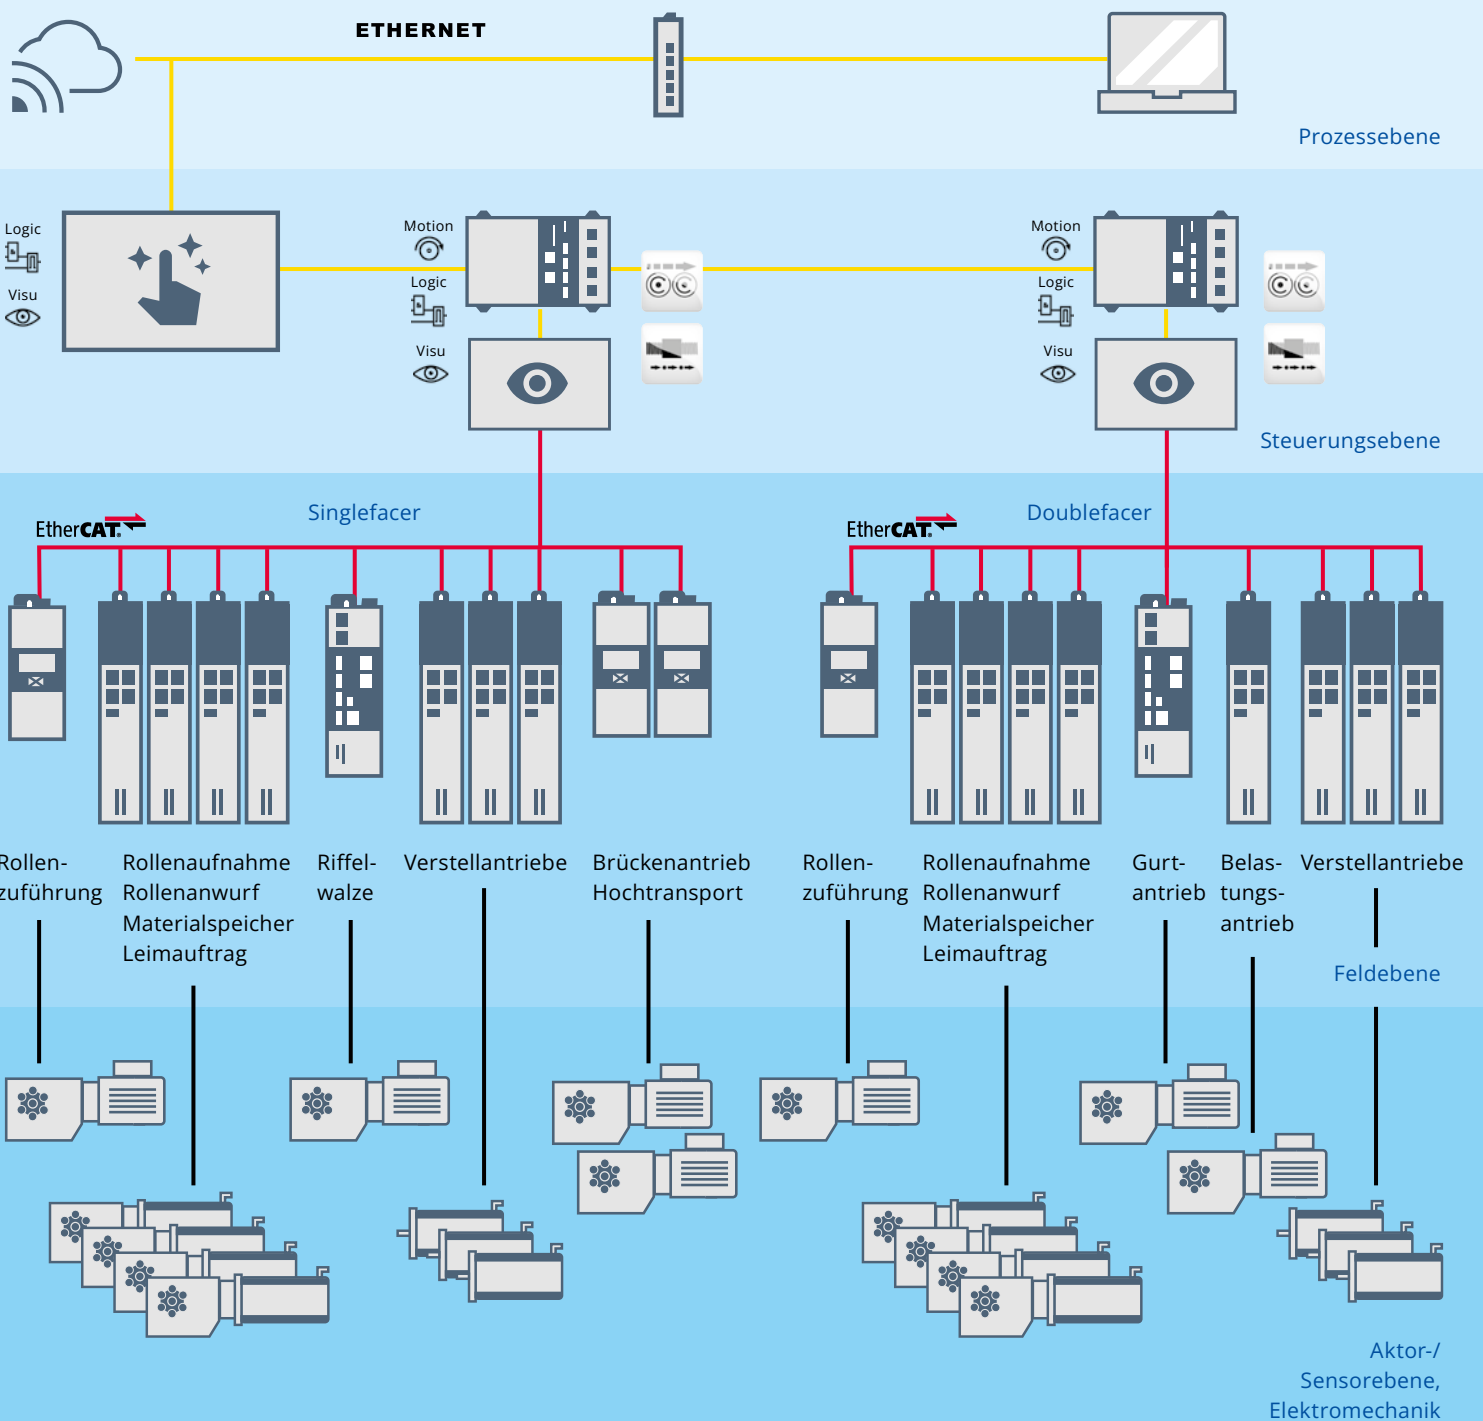 ETHERNET
Prozessebene
Logic
Visu
Motion
Logic
Visu
Motion
Logic
Visu
Steuerungsebene
Singlefacer
EtherCAT®
Doublefacer
EtherCAT®
Rollen-
zuführung
Rollenaufnahme
Rollenanwurf
Materialspeicher
Leimauftrag
Riffel-
walze
Verstellantriebe
Brückenantrieb
Hochtransport
Rollen-
zuführung
Rollenaufnahme
Rollenanwurf
Materialspeicher
Leimauftrag
Gurt-
antrieb
Belas-
tungs-
antrieb
Verstellantriebe
Feldebene
Aktor-/
Sensorebene,
Elektromechanik